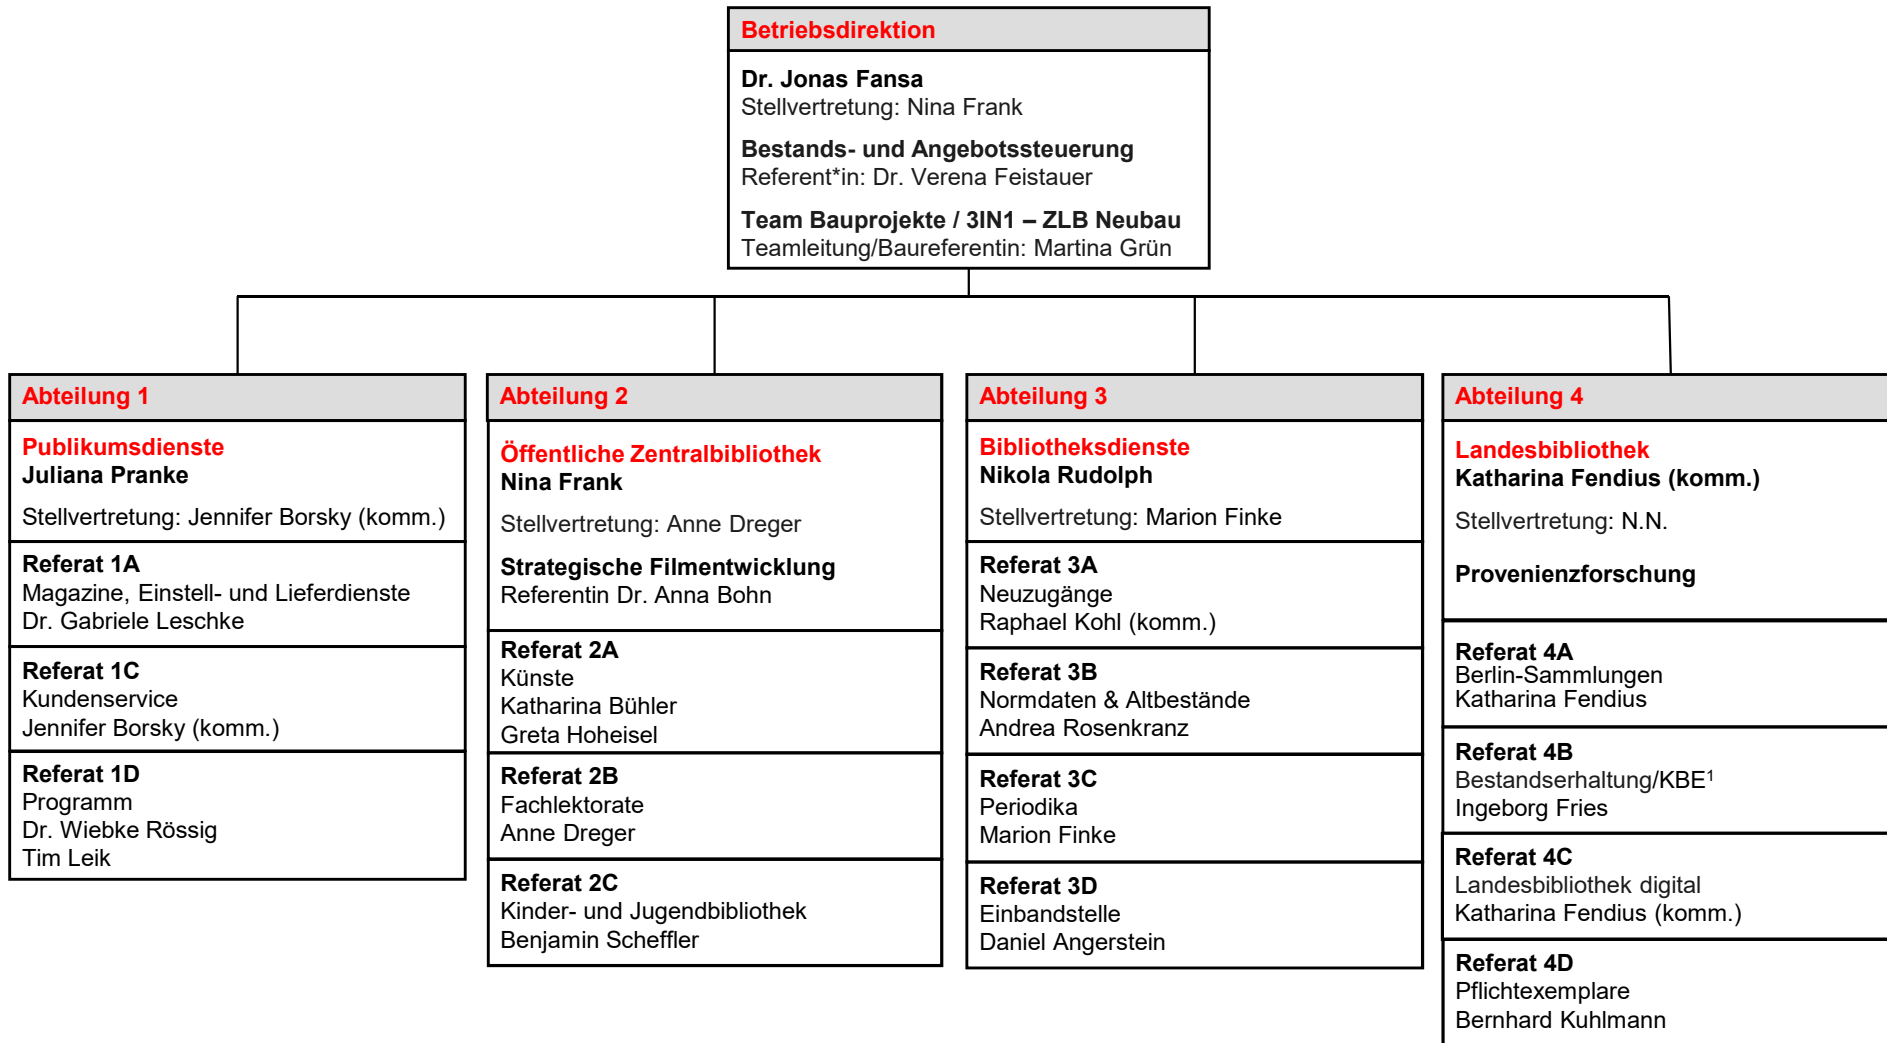 Betriebsdirektion
Dr. Jonas Fansa
Stellvertretung: Nina Frank
Bestands- und Angebotssteuerung
Referent*in: Dr. Verena Feistauer
Team Bauprojekte / 3IN1 – ZLB Neubau
Teamleitung/Baureferentin: Martina Grün
Abteilung 1
Publikumsdienste
Juliana Pranke
Stellvertretung: Jennifer Borsky (komm.)
Referat 1A
Magazine, Einstell- und Lieferdienste
Dr. Gabriele Leschke
Referat 1C
Kundenservice
Jennifer Borsky (komm.)
Referat 1D
Programm
Dr. Wiebke Rössig
Tim Leik
Abteilung 2
Öffentliche Zentralbibliothek
Nina Frank
Stellvertretung: Anne Dreger
Strategische Filmentwicklung
Referentin Dr. Anna Bohn
Referat 2A
Künste
Katharina Bühler
Greta Hoheisel
Referat 2B
Fachlektorate
Anne Dreger
Referat 2C
Kinder- und Jugendbibliothek
Benjamin Scheffler
Abteilung 3
Bibliotheksdienste
Nikola Rudolph
Stellvertretung: Marion Finke
Referat 3A
Neuzugänge
Raphael Kohl (komm.)
Referat 3B
Normdaten & Altbestände
Andrea Rosenkranz
Referat 3C
Periodika
Marion Finke
Referat 3D
Einbandstelle
Daniel Angerstein
Abteilung 4
Landesbibliothek
Katharina Fendius (komm.)
Stellvertretung: N.N.
Provenienzforschung
Referat 4A
Berlin-Sammlungen
Katharina Fendius
Referat 4B
Bestandserhaltung/KBE¹
Ingeborg Fries
Referat 4C
Landesbibliothek digital
Katharina Fendius (komm.)
Referat 4D
Pflichtexemplare
Bernhard Kuhlmann